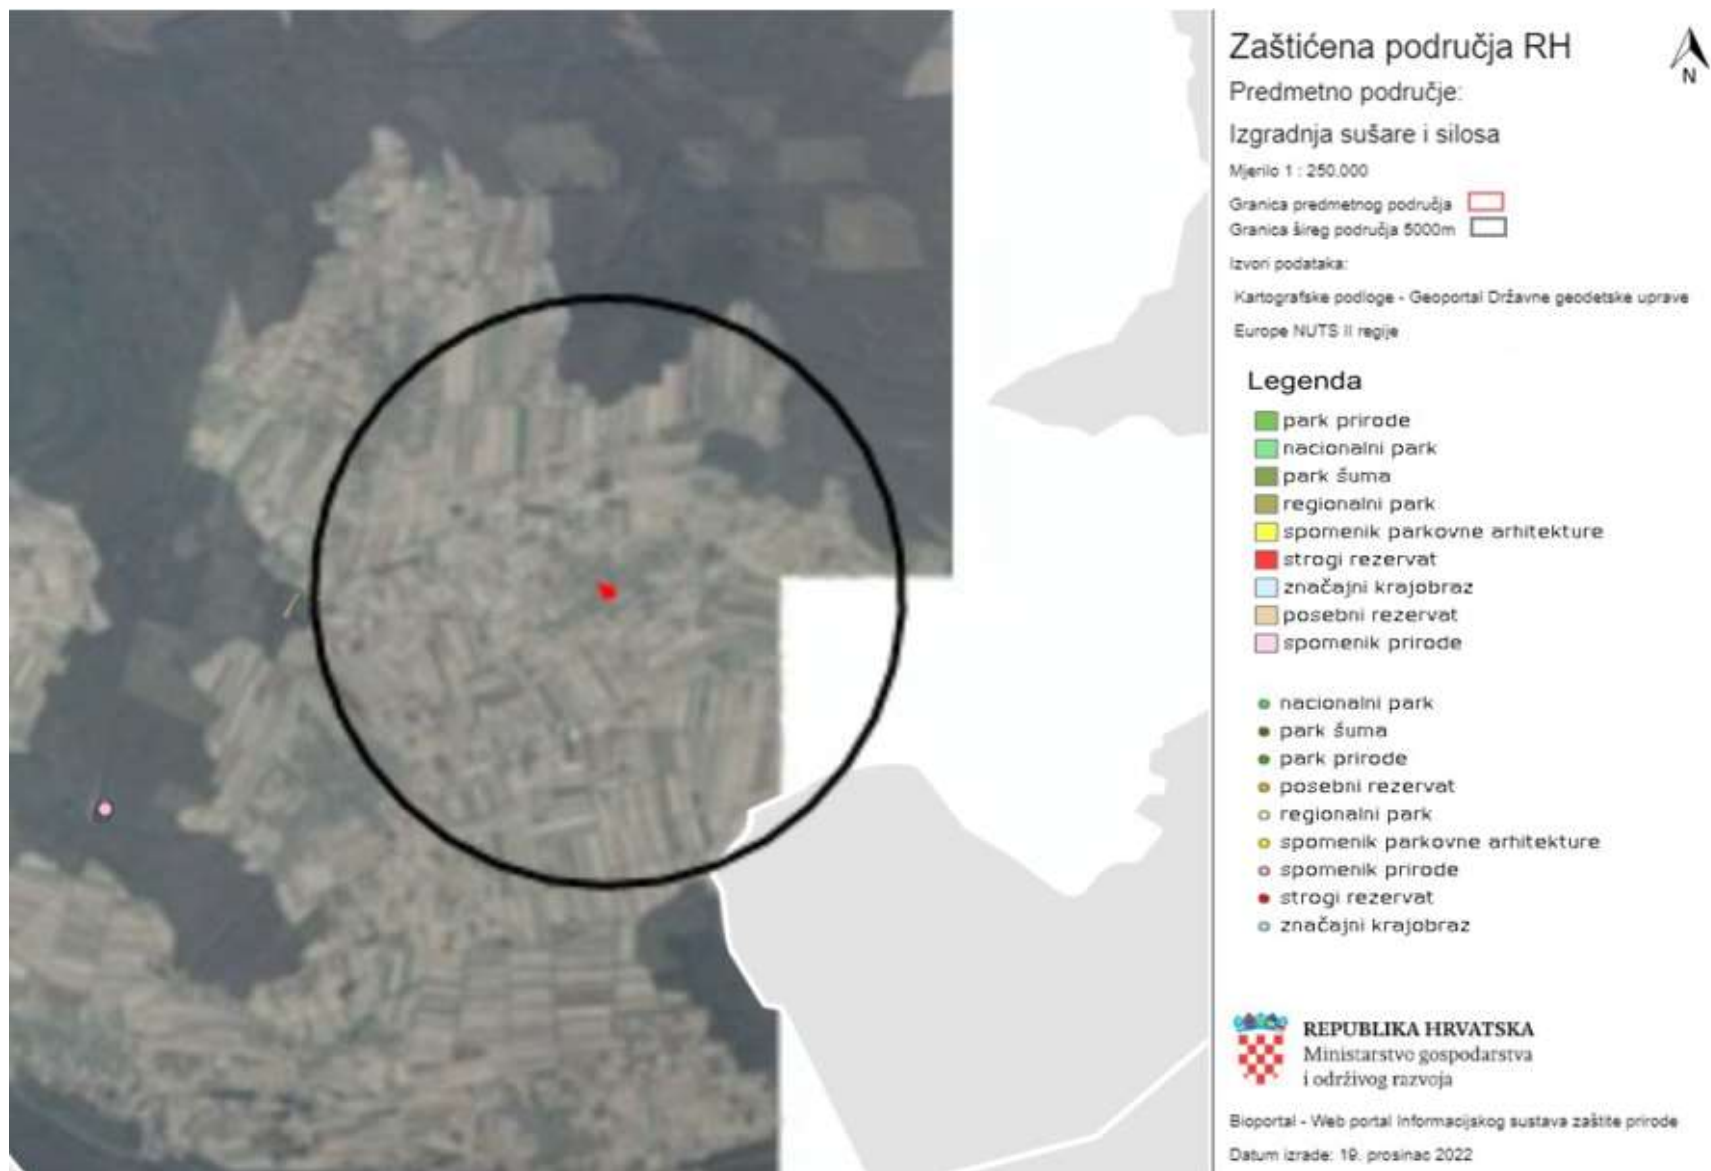 Zaštićena područja RH
N
Predmetno područje:
Izgradnja sušare i silosa
Mjerilo 1 : 250.000
Granica predmetnog područja
Granica šireg područja 5000m
Izvori podataka:
Kartografske podloge - Geoportal Državne geodetske uprave
Europe NUTS II regije
Legenda
park prirode
nacionalni park
park šuma
regionalni park
spomenik parkovne arhitekture
strogi rezervat
značajni krajobraz
posebni rezervat
spomenik prirode
nacionalni park
park šuma
park prirode
posebni rezervat
regionalni park
spomenik parkovne arhitekture
spomenik prirode
strogi rezervat
značajni krajobraz
REPUBLIKA HRVATSKA
Ministarstvo gospodarstva
i održivog razvoja
Bioportal - Web portal Informacijskog sustava zaštite prirode
Datum izrade: 19. prosinac 2022